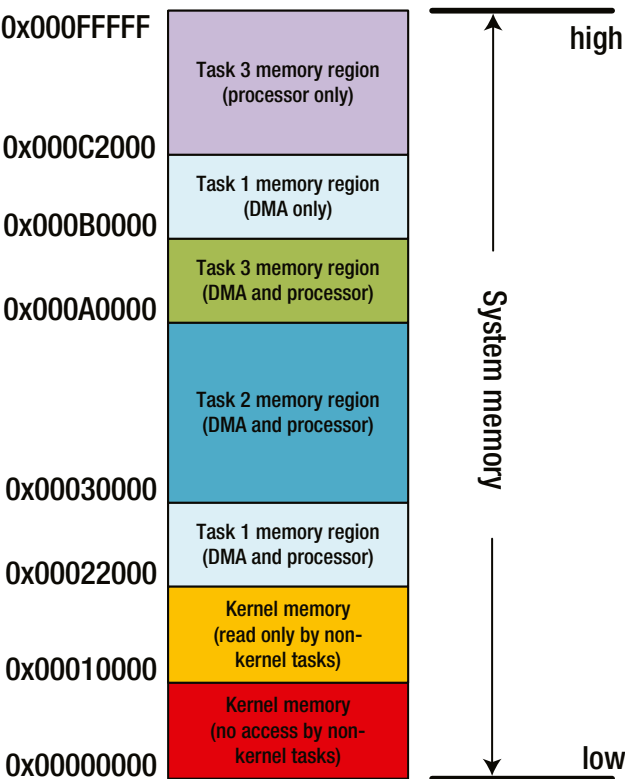 0x000FFFFF
high
Task 3 memory region
(processor only)
0x000C2000
Task 1 memory region
(DMA only)
0x000B0000
Task 3 memory region
(DMA and processor)
0x000A0000
System memory
Task 2 memory region
(DMA and processor)
0x00030000
Task 1 memory region
(DMA and processor)
0x00022000
Kernel memory
(read only by non-
kernel tasks)
0x00010000
Kernel memory
(no access by non-
kernel tasks)
0x00000000
low